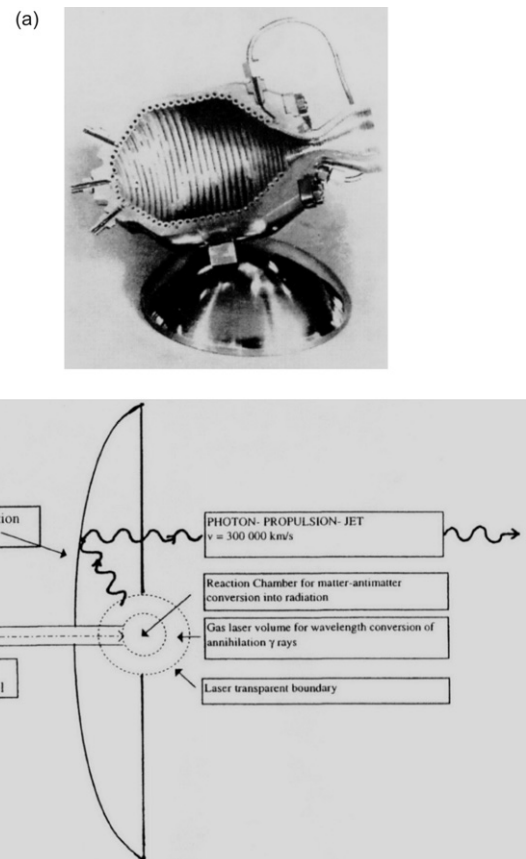 (a)
PHOTON- PROPULSION- JET
v = 300 000 km/s
Reaction Chamber for matter-antimatter
conversion into radiation
Gas laser volume for wavelength conversion of
annihilation γ rays
Laser transparent boundary